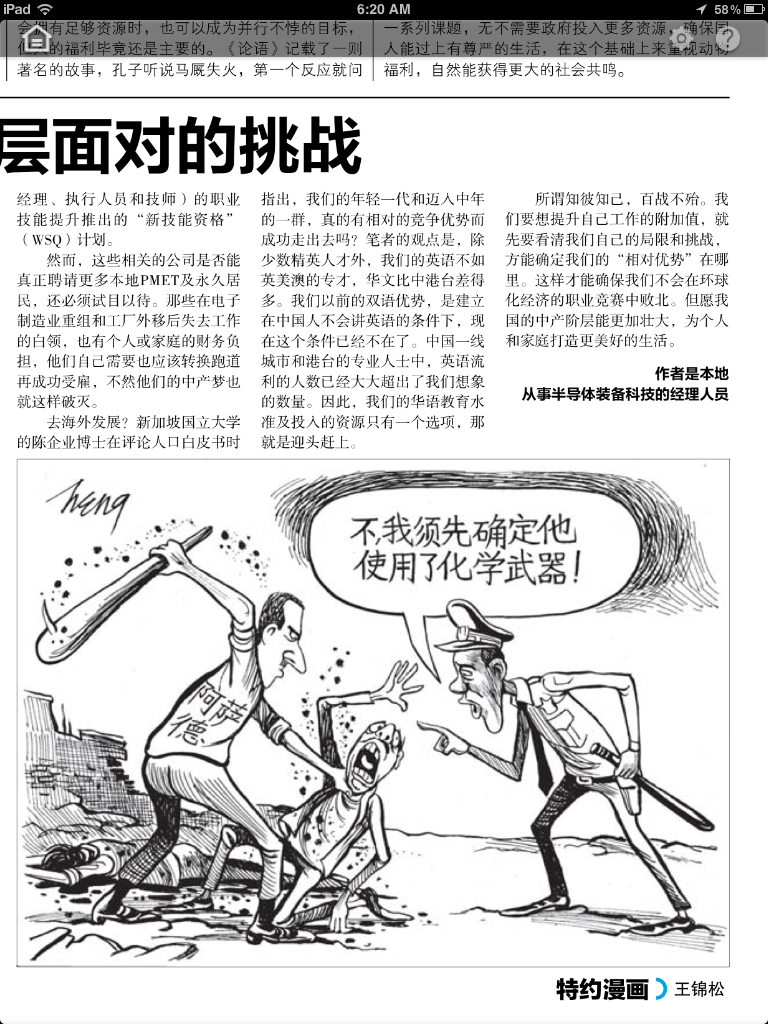 iPad
6:20 AM
58%
会拥有足够资源时，也可以成为并行不悖的目标，
的福利毕竟还是主要的。《论语》记载了一则
著名的故事，孔子听说马厩失火，第一个反应就问
一系列课题，无不需要政府投入更多资源，确保国
人能过上有尊严的生活，在这个基础上来重视动物
福利，自然能获得更大的社会共鸣。
层面对的挑战
经理、执行人员和技师）的职业
技能提升推出的“新技能资格”
（WSQ）计划。
然而，这些相关的公司是否能
真正聘请更多本地PMET及永久居
民，还必须试目以待。那些在电子
制造业重组和工厂外移后失去工作
的白领，也有个人或家庭的财务负
担，他们自己需要也应该转换跑道
再成功受雇，不然他们的中产梦也
就这样破灭。
去海外发展？新加坡国立大学
的陈企业博士在评论人口白皮书时
指出，我们的年轻一代和迈入中年
的一群，真的有相对的竞争优势而
成功走出去吗？笔者的观点是，除
少数精英人才外，我们的英语不如
英美澳的专才，华文比中港台差得
多。我们以前的双语优势，是建立
在中国人不会讲英语的条件下，现
在这个条件已经不在了。中国一线
城市和港台的专业人士中，英语流
利的人数已经大大超出了我们想象
的数量。因此，我们的华语教育水
准及投入的资源只有一个选项，那
就是迎头赶上。
所谓知彼知己，百战不殆。我
们要想提升自己工作的附加值，就
先要看清我们自己的局限和挑战，
方能确定我们的“相对优势”在哪
里。这样才能确保我们不会在环球
化经济的职业竞赛中败北。但愿我
国的中产阶层能更加壮大，为个人
和家庭打造更美好的生活。
作者是本地
从事半导体装备科技的经理人员
heng
不我须先确定他
使用了化学武器！
阿萨
德
特约漫画
王锦松